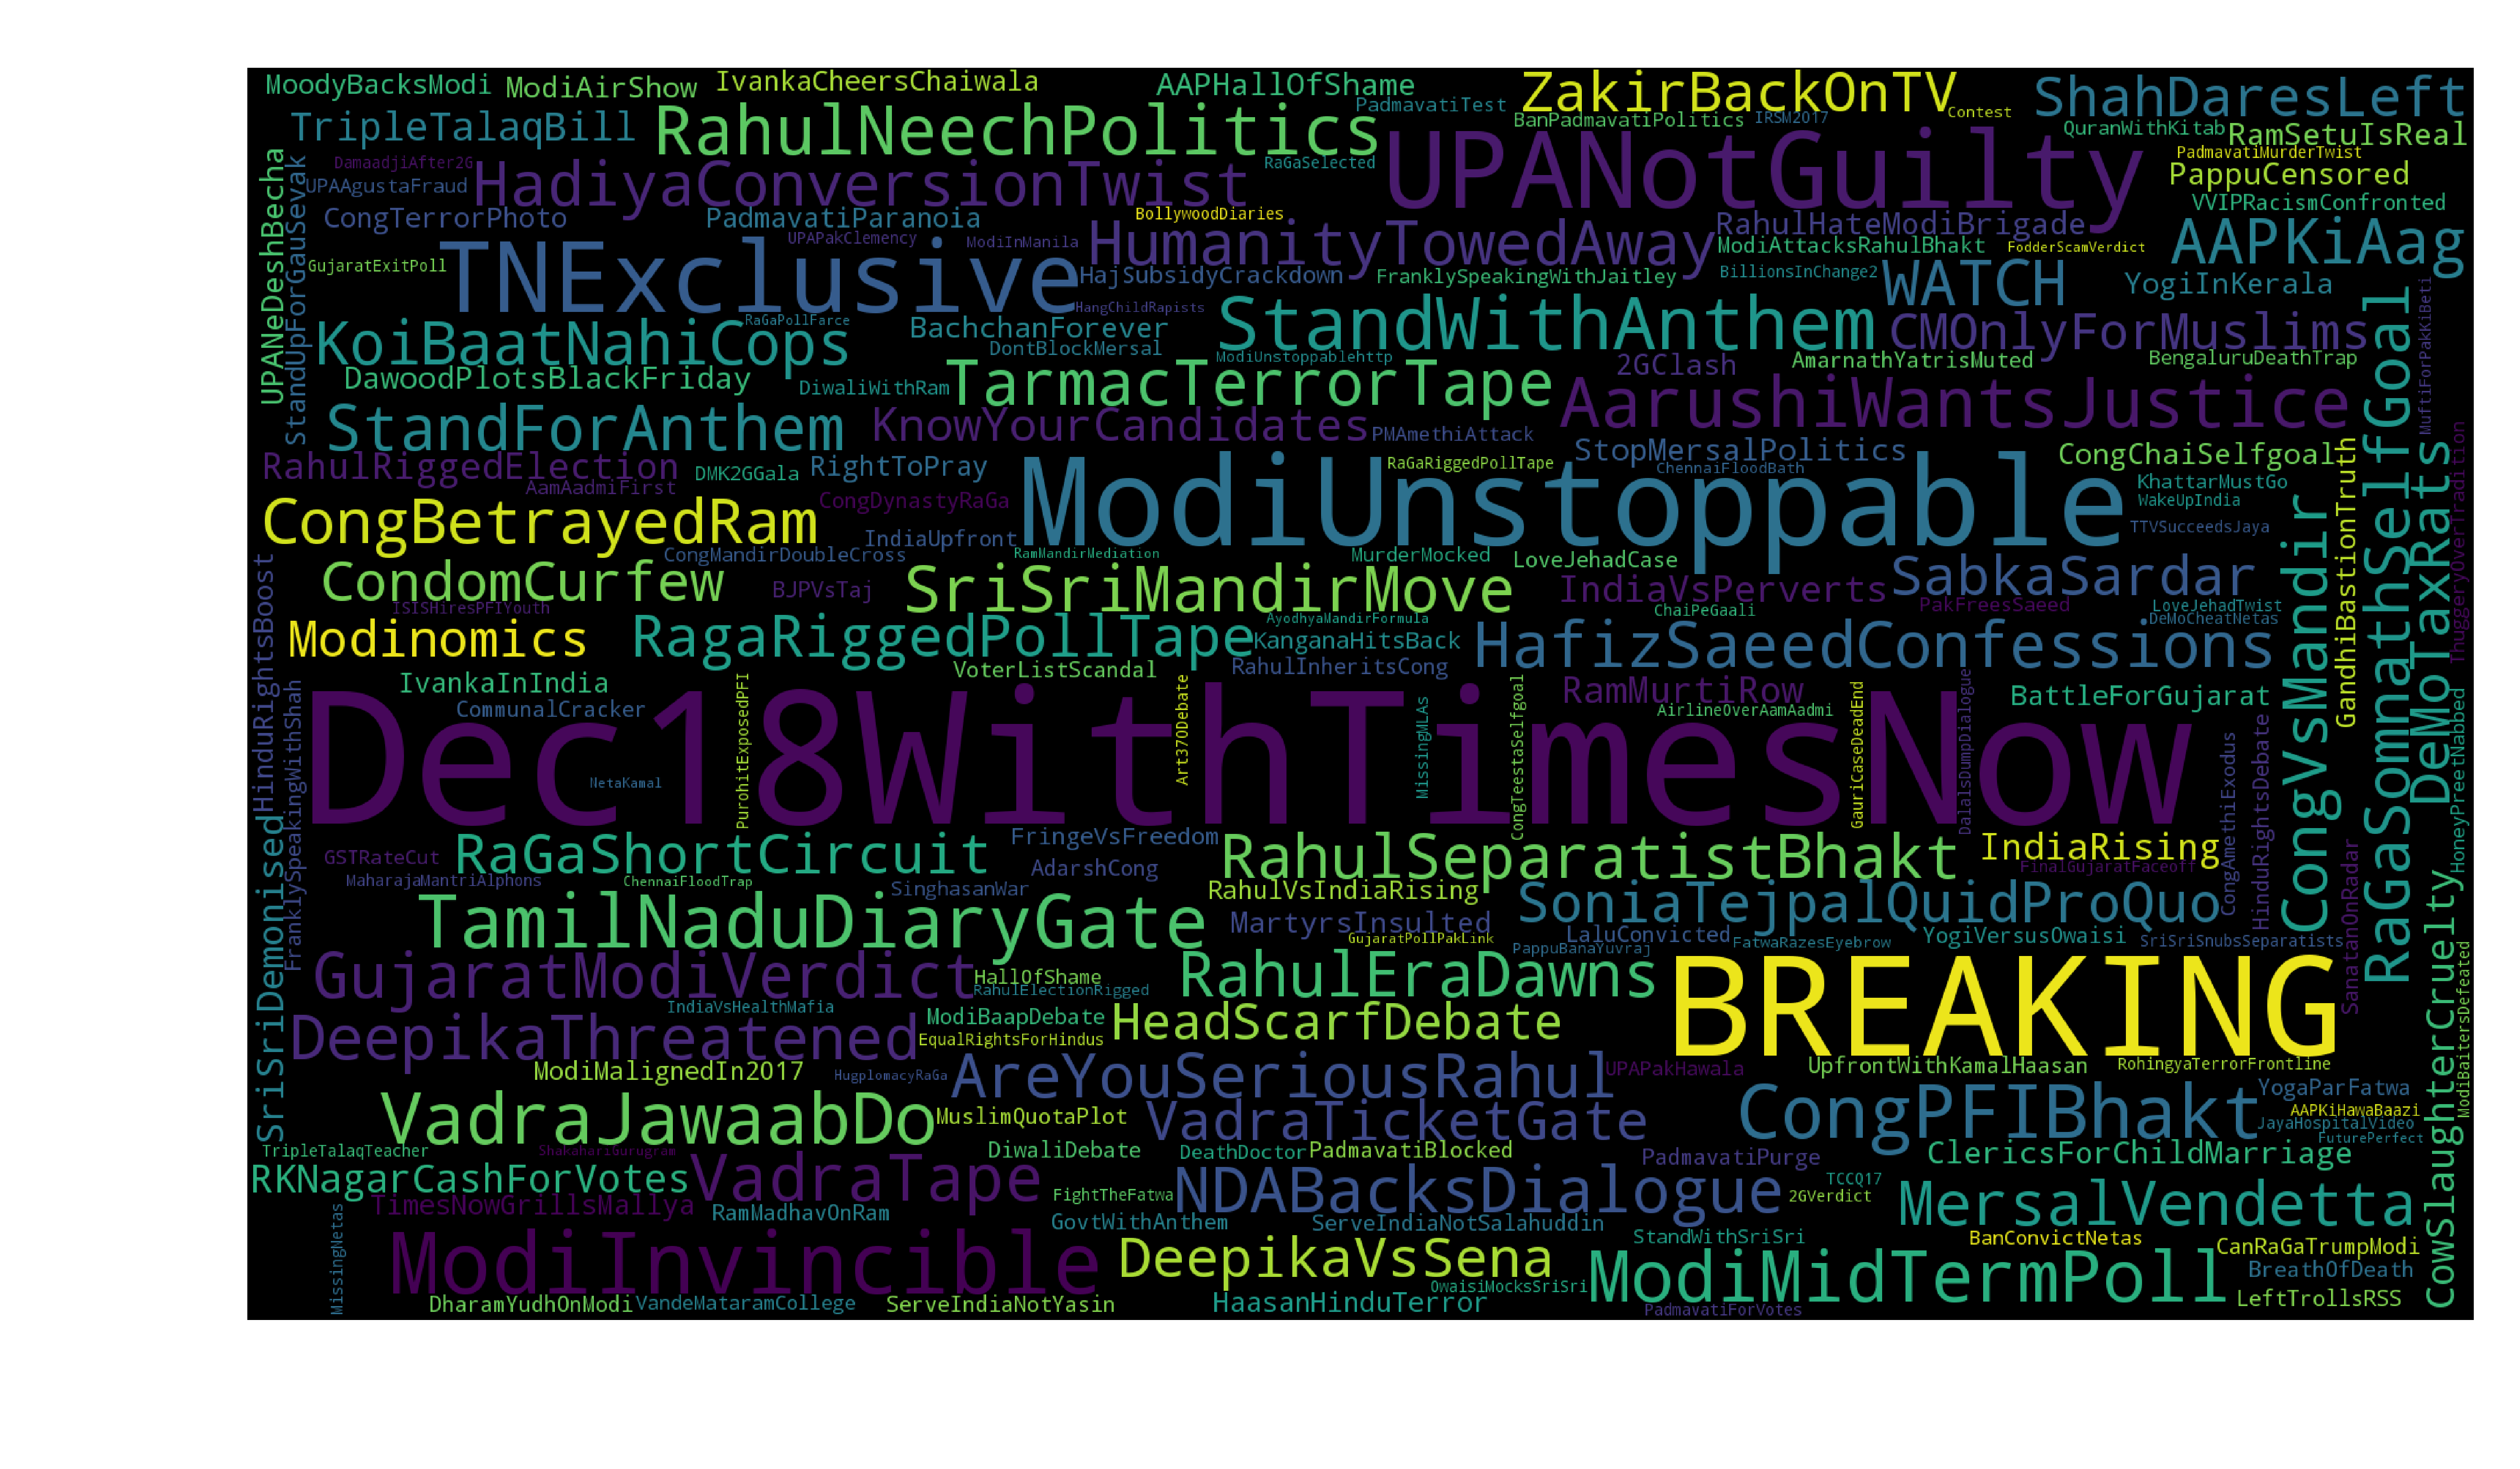 MoodyBacksModi
ModiAirShow
IvankaCheersChaiwala
AAPHallOfShame
PadmavatiTest
ZakirBackOnTV
Contest
ShahDaresLeft
TripleTalaqBill
RahulNeechPolitics
BanPadmavatiPolitics
IRSM2017
QuranWithKitab
RamSetuIsReal
DamaadjiAfter2G
RaGaSelected
UPANotGuilty
PadmavatiMurderTwist
UPAAgustaFraud
HadiyaConversionTwist
PappuCensored
CongTerrorPhoto
PadmavatiParanoia
BollywoodDiaries
RahulHateModiBrigade
VVIPRacismConfronted
UPANeDeshBecha
StandUpForGauSevak
UPAPakClemency
ModiInManila
HumanityTowedAway
ModiAttacksRahulBhakt
FodderScamVerdict
AAPKiAag
GujaratExitPoll
TNExclusive
HajSubsidyCrackdown
FranklySpeakingWithJaitley
BillionsInChange2
WATCH
YogiInKerala
HangChildRapists
KoiBaatNahiCops
RaGaPollFarce
BachchanForever
StandWithAnthem
CMOnlyForMuslims
DontBlockMersal
ModiUnstoppablehttp
2GClash
AmarnathYatrisMuted
BengaluruDeathTrap
MuftiForPakKiBeti
DawoodPlotsBlackFriday
DiwaliWithRam
TarmacTerrorTape
AarushiWantsJustice
StandForAnthem
KnowYourCandidates
PMAmethiAttack
StopMersalPolitics
CongChaiSelfgoal
RahulRiggedElection
DMK2GGala
RightToPray
RaGaRiggedPollTape
ChennaiFloodBath
KhattarMustGo
AamAadmiFirst
CongDynastyRaGa
ModiUnstoppable
WakeUpIndia
CongBetrayedRam
IndiaUpfront
TTVSucceedsJaya
CongMandirDoubleCross
RamMandirMediation
MurderMocked
LoveJehadCase
CondomCurfew
BJPVsTaj
SriSriMandirMove
IndiaVsPerverts
SabkaSardar
ISISHiresPFIYouth
ChaiPeGaali
PakFreesSaeed
LoveJehadTwist
DeMoCheatNetas
Modinomics
RagaRiggedPollTape
AyodhyaMandirFormula
KanganaHitsBack
HafizSaeedConfessions
VoterListScandal
RahulInheritsCong
CongVsMandir
GandhiBastionTruth
RaGaSomnathSelfGoal
DeMoTaxRats
ThuggeryOverTradition
HinduRightsBoost
FranklySpeakingWithShah
IvankaInIndia
CommunalCracker
RamMurtiRow
AirlineOverAamAadmi
BattleForGujarat
Dec18WithTimesNow
NetaKamal
PurohitExposedPFI
Art370Debate
MissingMLAs
CongTeestaSelfgoal
GauriCaseDeadEnd
DalalsDumpDialogue
CongAmethiExodus
HinduRightsDebate
HoneyPreetNabbed
GSTRateCut
RaGaShortCircuit
FringeVsFreedom
AdarshCong
RahulSeparatistBhakt
IndiaRising
FinalGujaratFaceoff
MaharajaMantriAlphons
ChennaiFloodTrap
SinghasanWar
RahulVsIndiaRising
SanatanOnRadar
SriSriDemonised
TamilNaduDiaryGate
MartyrsInsulted
SoniaTejpalQuidProQuo
GujaratPollPakLink
LaluConvicted
FatwaRazesEyebrow
YogiVersusOwaisi
SriSriSnubsSeparatists
PappuBanaYuvraj
GujaratModiVerdict
HallOfShame
RahulElectionRigged
RahulEraDawns
BREAKING
CowSlaughterCruelty
ModiBaitersDefeated
IndiaVsHealthMafia
ModiBaapDebate
DeepikaThreatened
EqualRightsForHindus
HeadScarfDebate
ModiMalignedIn2017
HugplomacyRaGa
AreYouSeriousRahul
UPAPakHawala
UpfrontWithKamalHaasan
RohingyaTerrorFrontline
YogaParFatwa
VadraJawaabDo
MuslimQuotaPlot
VadraTicketGate
CongPFIBhakt
AAPKiHawaBaazi
JayaHospitalVideo
FuturePerfect
TripleTalaqTeacher
ShakahariGurugram
DiwaliDebate
DeathDoctor
PadmavatiBlocked
PadmavatiPurge
ClericsForChildMarriage
RKNagarCashForVotes
VadraTape
FightTheFatwa
NDABacksDialogue
TCCQ17
2GVerdict
MersalVendetta
TimesNowGrillsMallya
RamMadhavOnRam
GovtWithAnthem
ServeIndiaNotSalahuddin
StandWithSriSri
BanConvictNetas
CanRaGaTrumpModi
MissingNetas
ModiInvincible
DeepikaVsSena
OwaisiMocksSriSri
ModiMidTermPoll
BreathOfDeath
DharamYudhOnModi
VandeMataramCollege
ServeIndiaNotYasin
HaasanHinduTerror
PadmavatiForVotes
LeftTrollsRSS